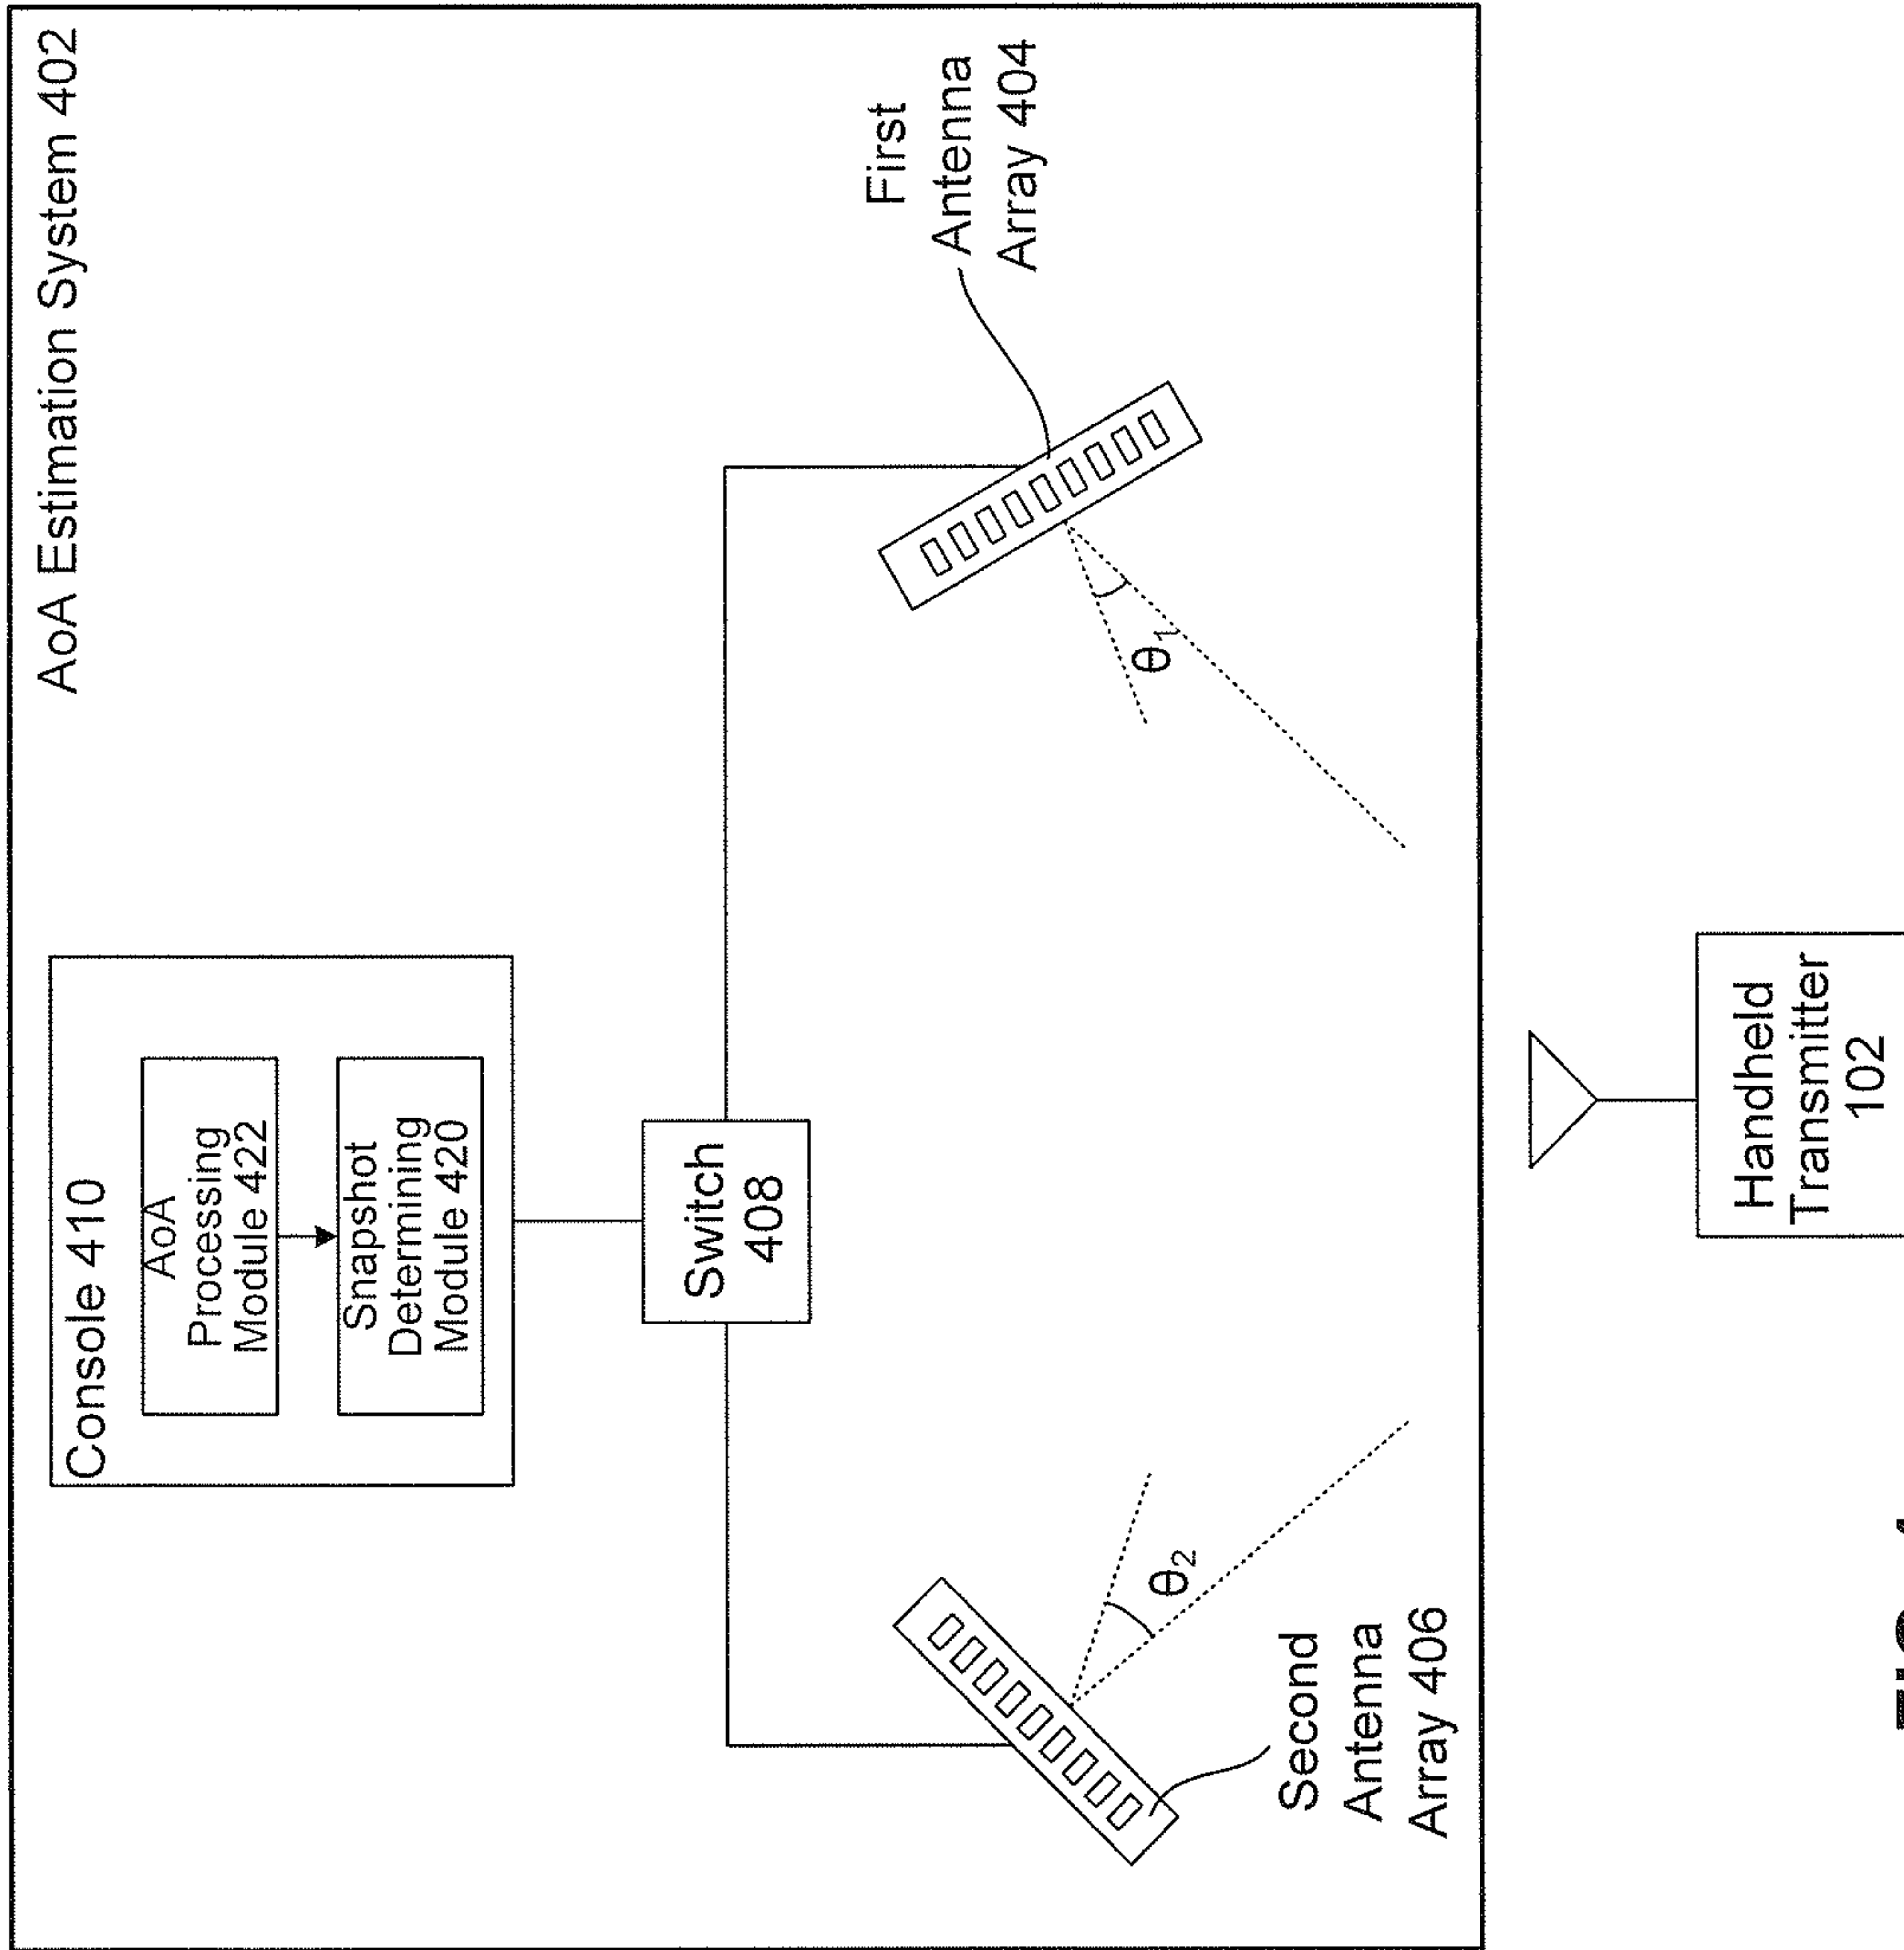 AoA Estimation System 402
Console 410
AoA
Processing
Module 422
Snapshot
Determining
Module 420
Switch
408
First
Antenna
Array 404
θ1
θ2
Second
Antenna
Array 406
Handheld
Transmitter
102